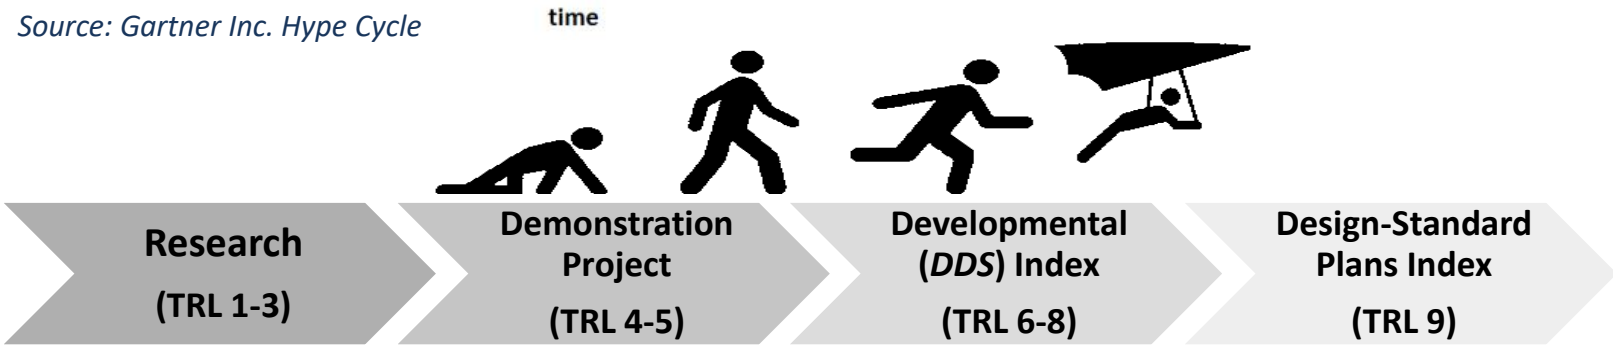 Source: Gartner Inc. Hype Cycle
time
Research
(TRL 1-3)
Demonstration
Project
(TRL 4-5)
Developmental
(DDS) Index
(TRL 6-8)
Design-Standard
Plans Index
(TRL 9)